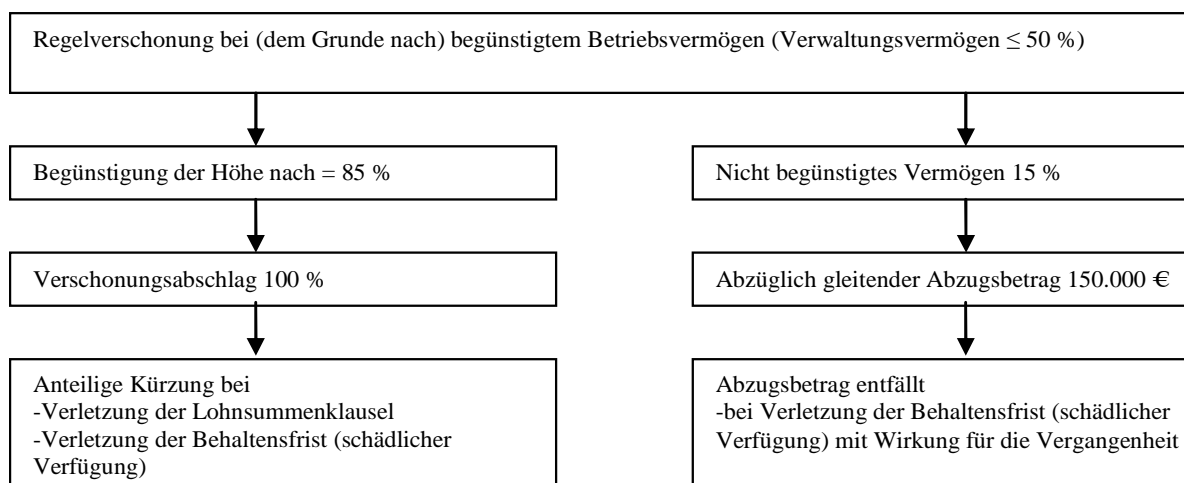 Regelverschonung bei (dem Grunde nach) begünstigtem Betriebsvermögen (Verwaltungsvermögen ≤ 50 %)
Begünstigung der Höhe nach = 85 %
Nicht begünstigtes Vermögen 15 %
Verschonungsabschlag 100 %
Abzüglich gleitender Abzugsbetrag 150.000 €
Anteilige Kürzung bei
-Verletzung der Lohnsummenklausel
-Verletzung der Behaltensfrist (schädlicher
Verfügung)
Abzugsbetrag entfällt
-bei Verletzung der Behaltensfrist (schädlicher
Verfügung) mit Wirkung für die Vergangenheit